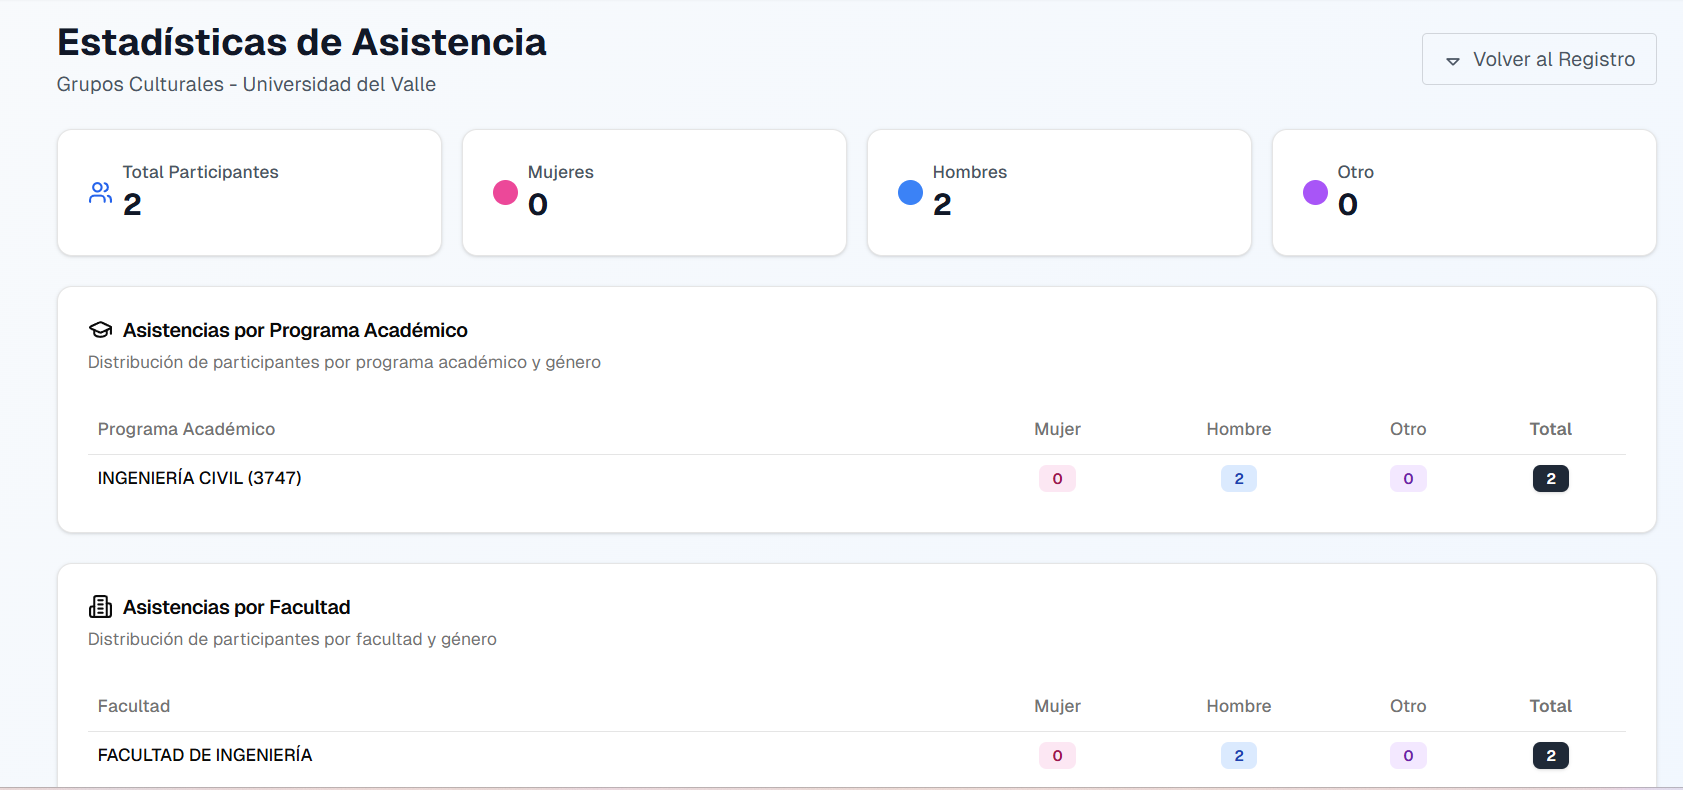 Estadísticas de Asistencia
Grupos Culturales - Universidad del Valle
Volver al Registro
Total Participantes
2
Mujeres
0
Hombres
2
Otro
0
Asistencias por Programa Académico
Distribución de participantes por programa académico y género
Programa Académico Mujer Hombre Otro Total
INGENIERÍA CIVIL (3747) 0 2 0 2
Asistencias por Facultad
Distribución de participantes por facultad y género
Facultad Mujer Hombre Otro Total
FACULTAD DE INGENIERÍA 0 2 0 2